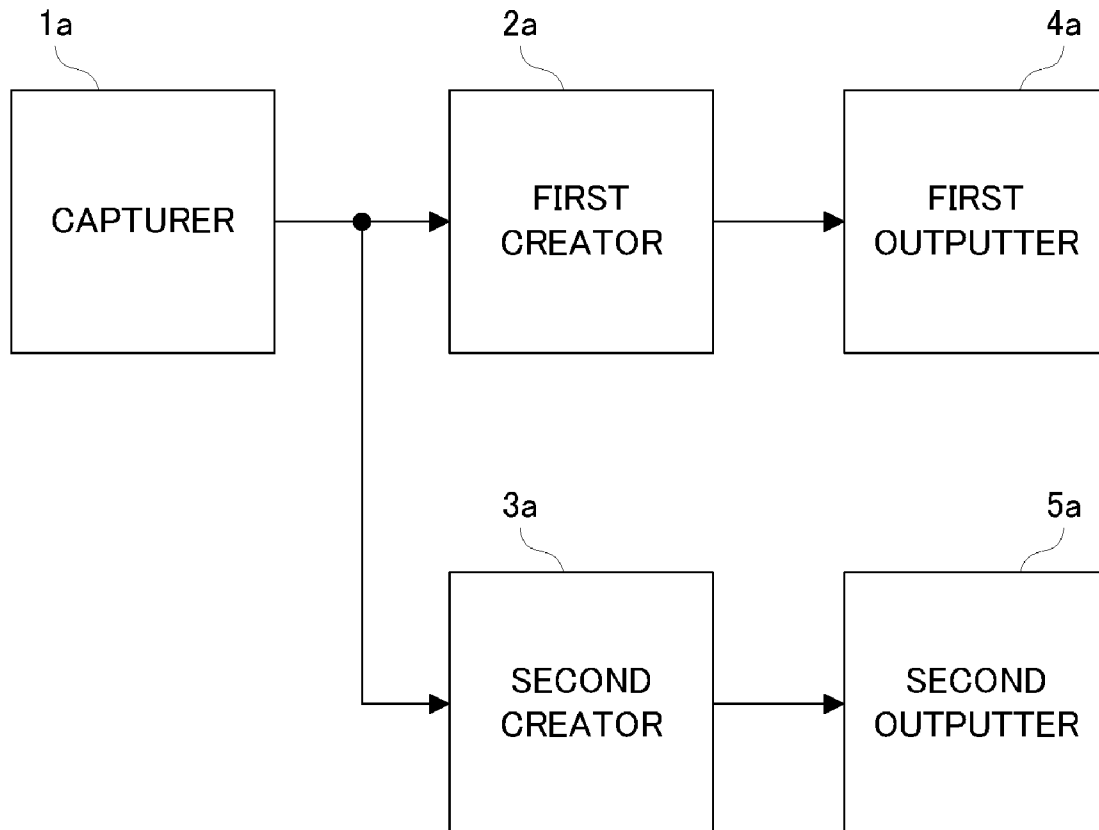 1a
2a
4a
CAPTURER
FIRST
CREATOR
FIRST
OUTPUTTER
3a
5a
SECOND
CREATOR
SECOND
OUTPUTTER